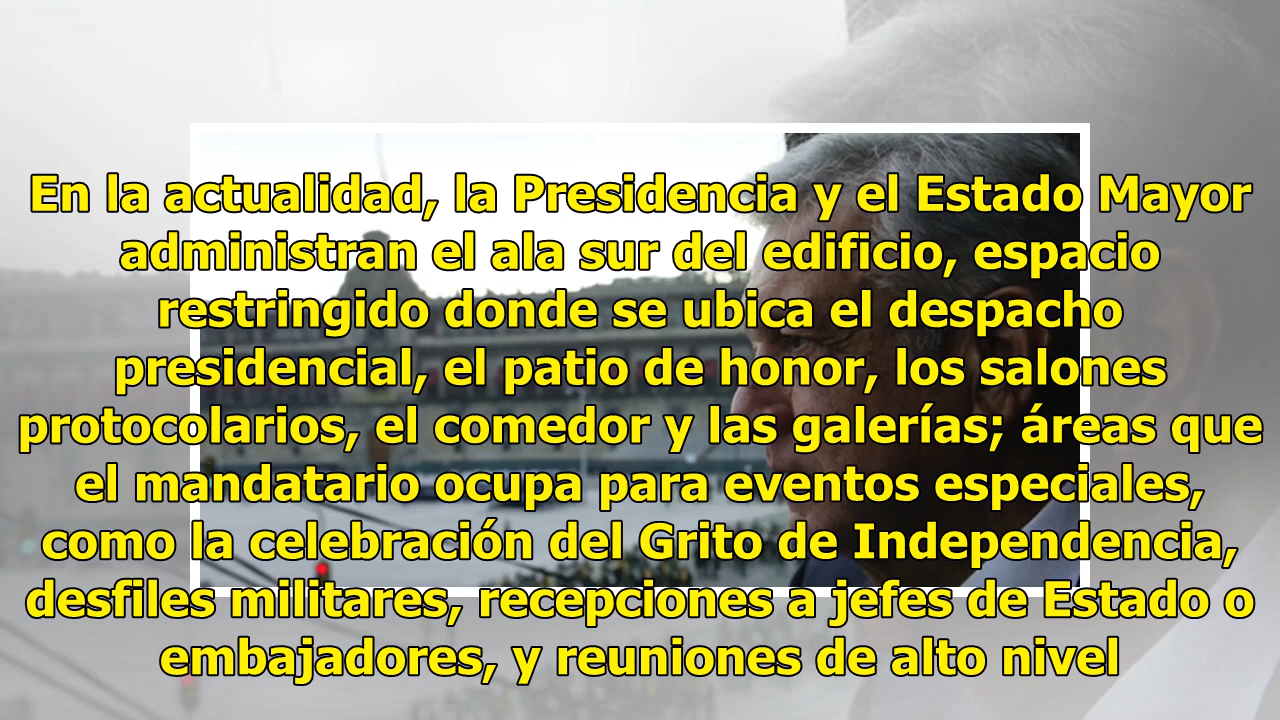 En la actualidad, la Presidencia y el Estado Mayor
administran el ala sur del edificio, espacio
restringido donde se ubica el despacho
presidencial, el patio de honor, los salones
protocolarios, el comedor y las galerías; áreas que
el mandatario ocupa para eventos especiales,
como la celebración del Grito de Independencia,
desfiles militares, recepciones a jefes de Estado o
embajadores, y reuniones de alto nivel